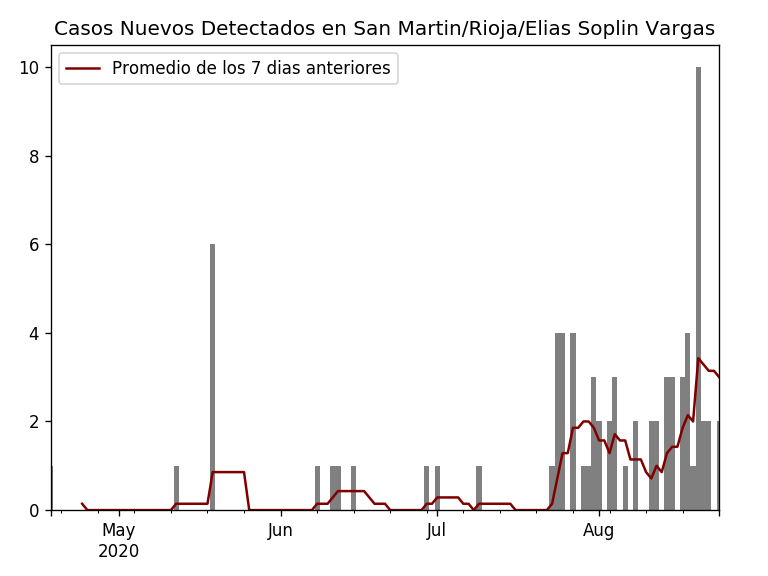 Casos Nuevos Detectados en San Martin/Rioja/Elias Soplin Vargas
Promedio de los 7 dias anteriores
10
8
6
4
2
0
May Jun Jul Aug
2020